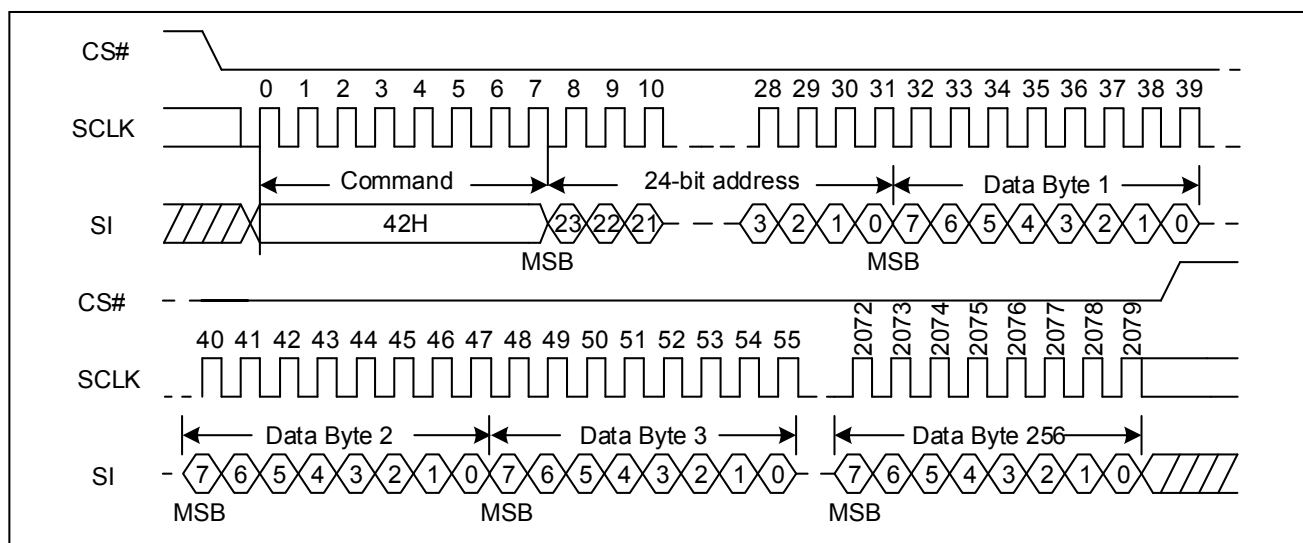 CS#
0 1 2 3 4 5 6 7 8 9 10 28 29 30 31 32 33 34 35 36 37 38 39
SCLK
Command 24-bit address Data Byte 1
SI 42H 23 22 21 3 2 1 0 7 6 5 4 3 2 1 0
MSB MSB
CS#
40 41 42 43 44 45 46 47 48 49 50 51 52 53 54 55 2072 2073 2074 2075 2076 2077 2078 2079
SCLK
Data Byte 2 Data Byte 3 Data Byte 256
SI 7 6 5 4 3 2 1 0 7 6 5 4 3 2 1 0 7 6 5 4 3 2 1 0
MSB MSB MSB